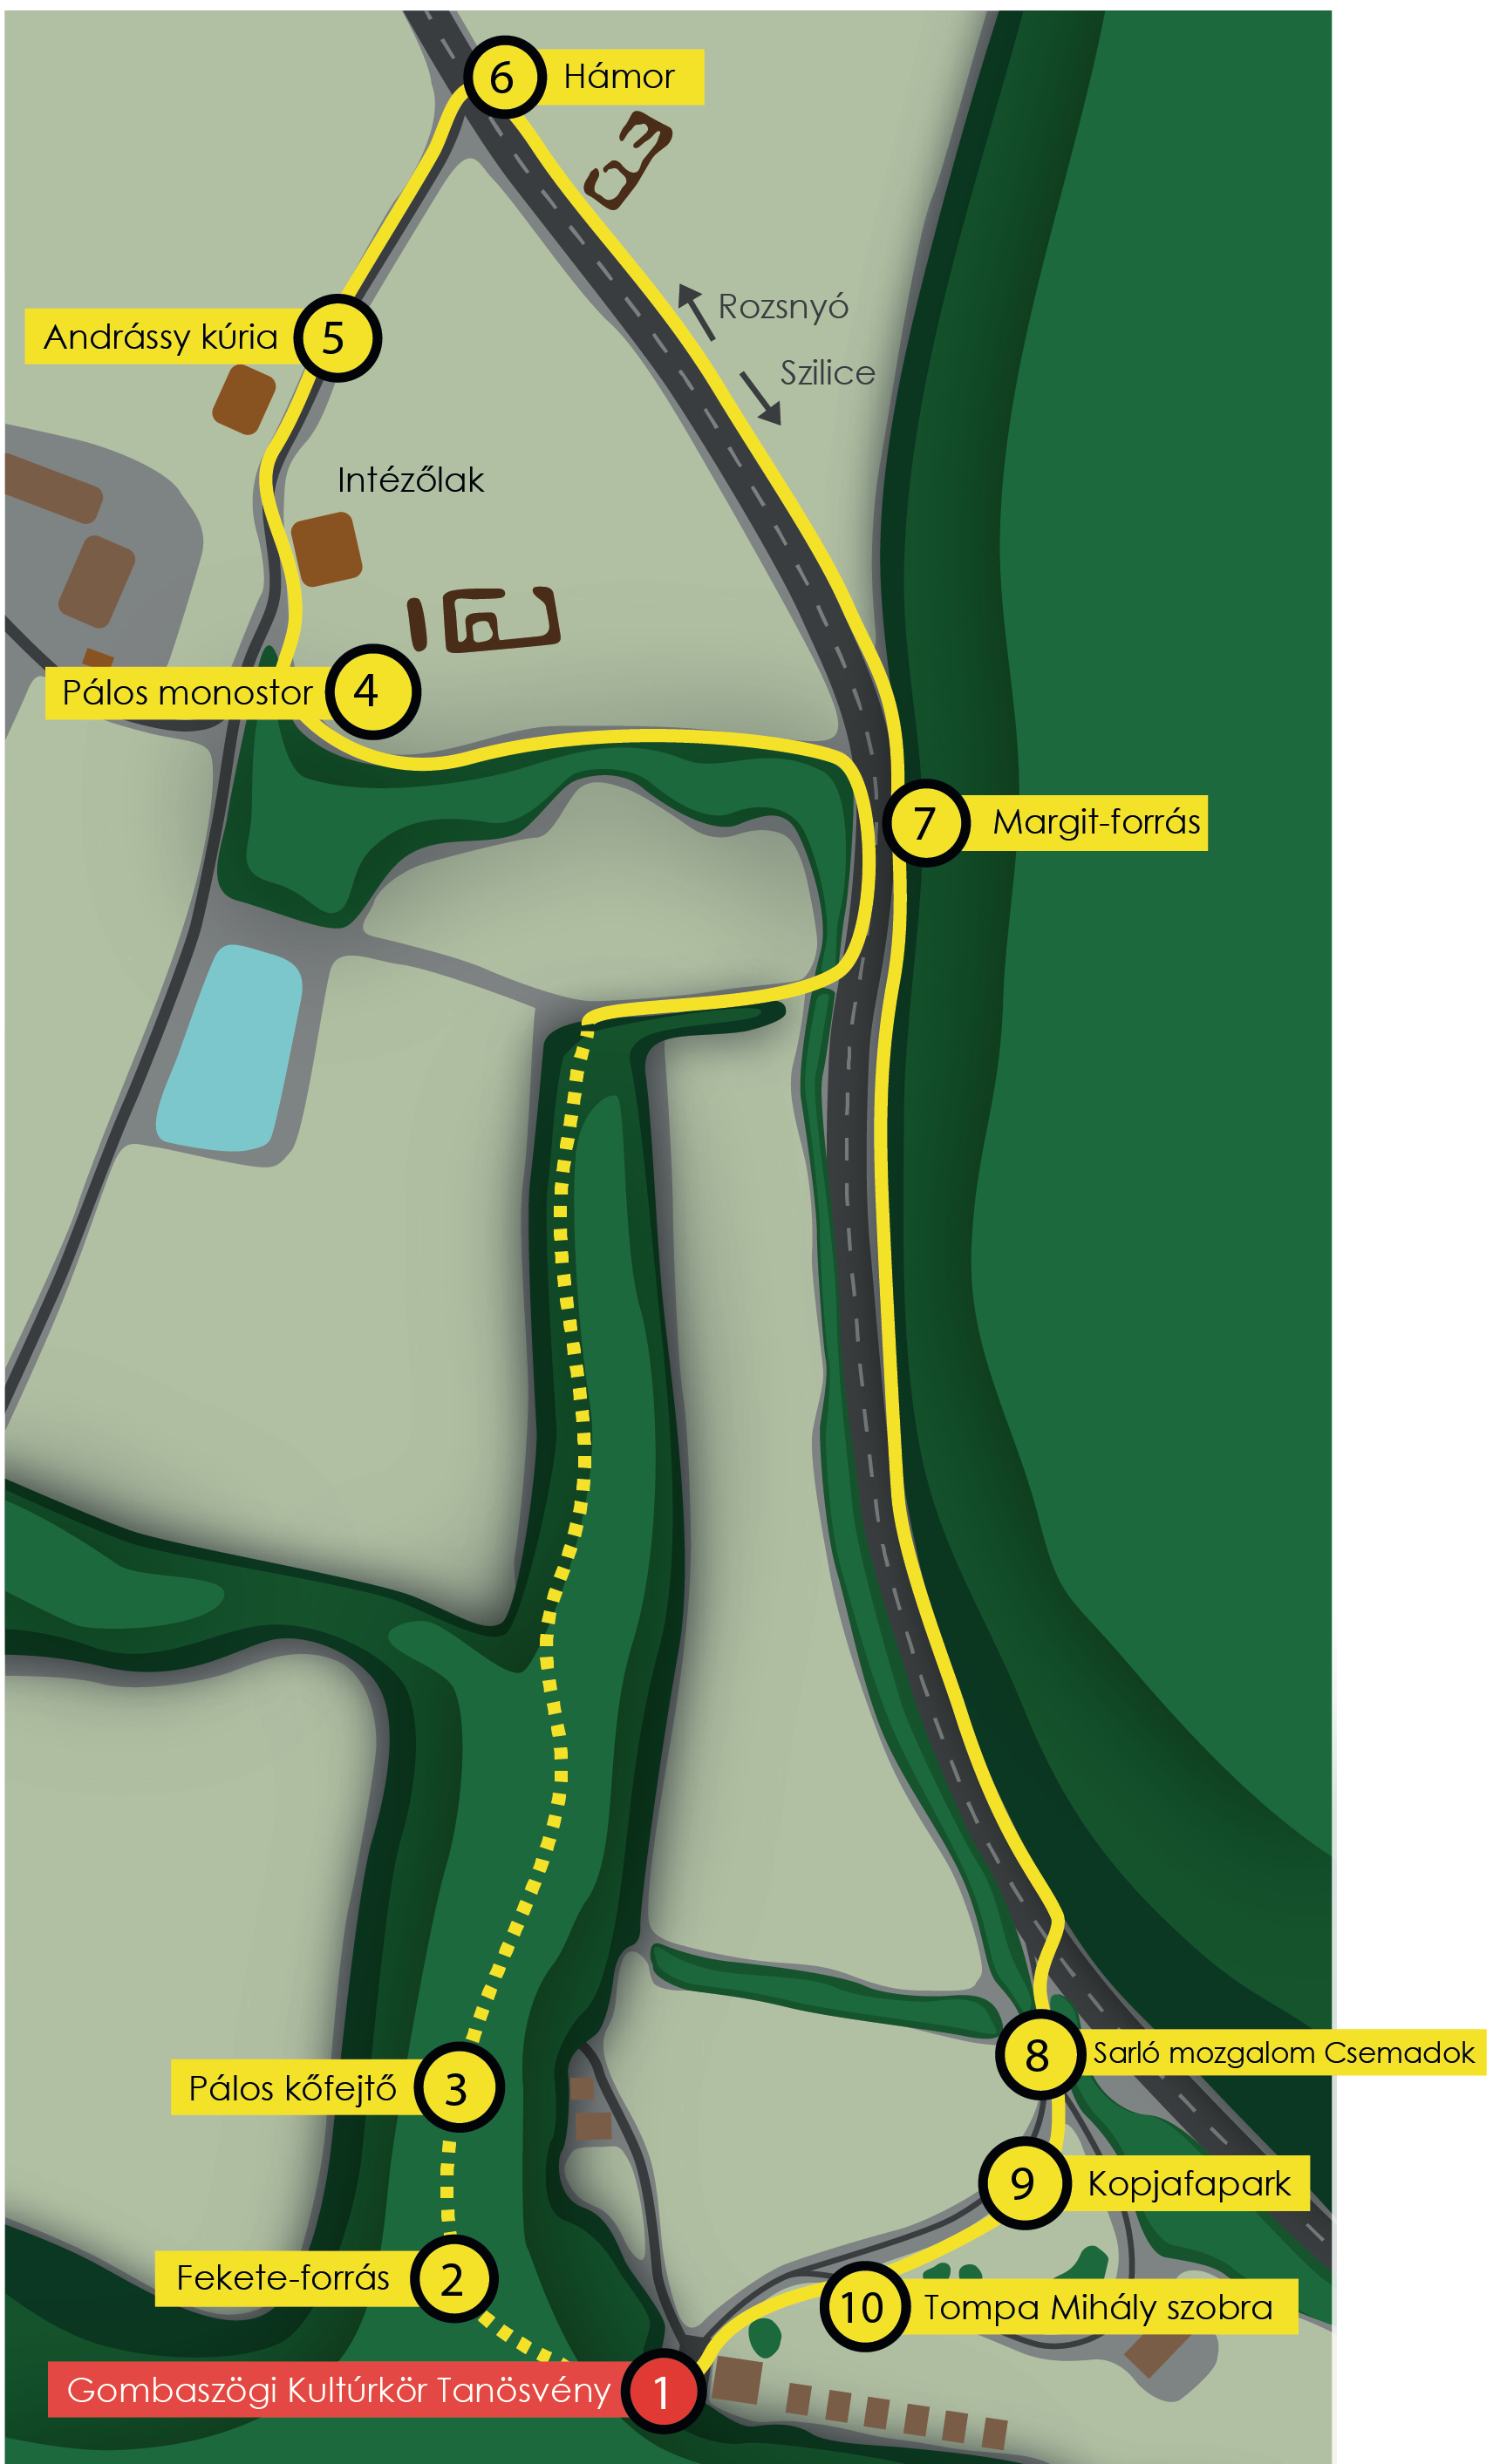 6 Hámor
Rozsnyó
Szilice
Andrássy kúria 5
Intézőlak
Pálos monostor 4
7 Margit-forrás
8 Sarló mozgalom Csemadok
Pálos kőfejtő 3
9 Kopjafapark
Fekete-forrás 2
10 Tompa Mihály szobra
Gombaszögi Kultúrkör Tanösvény 1